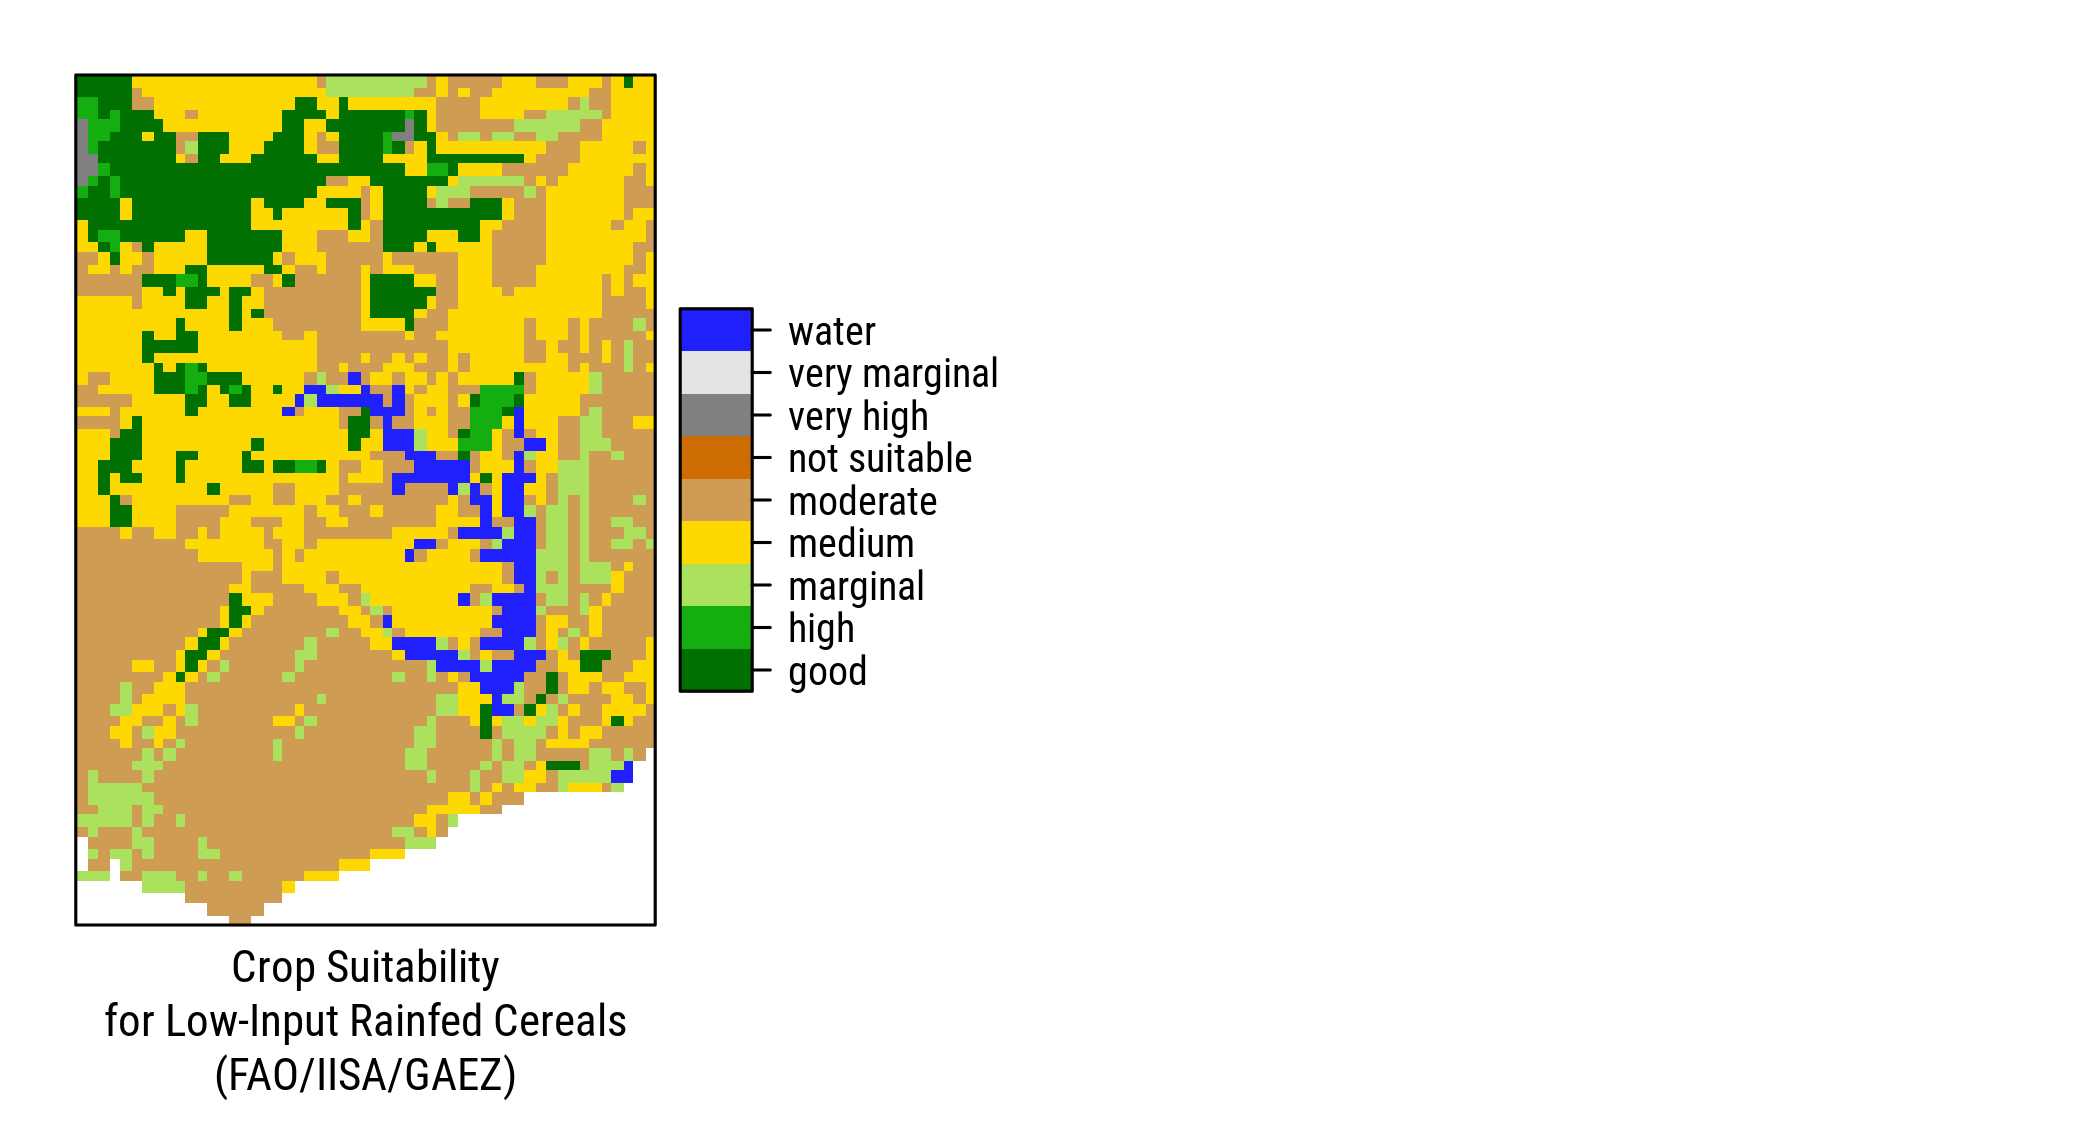 water
very marginal
very high
not suitable
moderate
medium
marginal
high
good
Crop Suitability
for Low-Input Rainfed Cereals
(FAO/IISA/GAEZ)